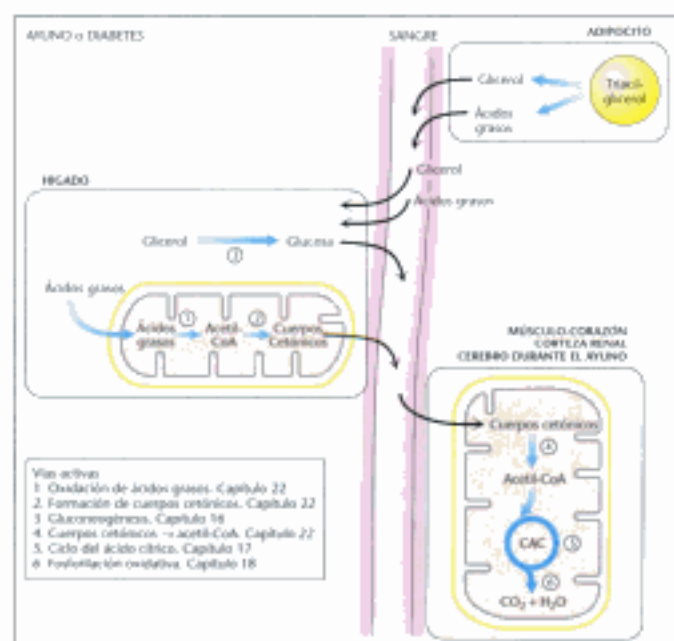 AYUNO o DIABETES
SANGRE
ADIPOCITO
Glicerol
Triacil-
glicerol
Ácidos
grasos
Glicerol
Ácidos grasos
HIGADO
Glicerol
Glucosa
3
Ácidos grasos
1
2
Ácidos
grasos
Acetil-
CoA
Cuerpos
Cetónicos
MÚSCULO-CORAZÓN
CORTEZA RENAL
CEREBRO DURANTE EL AYUNO
Cuerpos cetónicos
4
Acetil-CoA
CAC
5
6
CO₂ + H₂O
Vías activas
1 Oxidación de ácidos grasos. Capítulo 22
2. Formación de cuerpos cetónicos. Capítulo 22
3 Gluconeogénesis. Capítulo 16
4. Cuerpos cetónicos → acetil-CoA. Capítulo 22
5. Ciclo del ácido cítrico. Capítulo 17
6 Fosforilación oxidativa. Capítulo 18